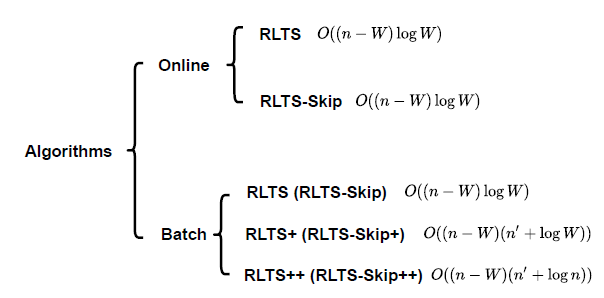 RLTS O((n − W) log W)
Online
RLTS-Skip O((n − W) log W)
Algorithms
RLTS (RLTS-Skip) O((n − W) log W)
Batch RLTS+ (RLTS-Skip+) O((n − W)(n′ + log W))
RLTS++ (RLTS-Skip++) O((n − W)(n′ + log n))